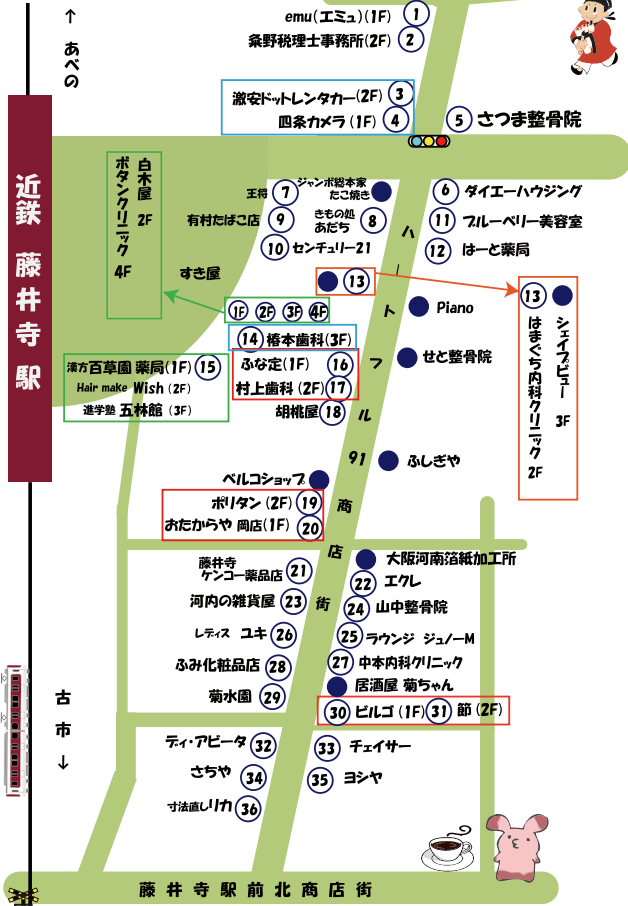 ↑ あべの
emu(エミュ)(1F) 1
粂野税理士事務所(2F) 2
激安ドットレンタカー(2F) 3
四条カメラ(1F) 4
5 さつま整骨院
近鉄 藤井寺駅
白木屋 2F
ボタンクリニック 4F
王将 7
ジャンボ総本家
たこ焼き
6 ダイエーハウジング
有村たばこ店 9
きもの処
あだち 8
11 ブルーベリー美容室
10 センチュリー21
12 はーと薬局
すき屋
13
1F 2F 3F 4F
Piano
13 シェイプビュー 3F
はまぐち内科クリニック 2F
14 椿本歯科(3F)
漢方 百草園 薬局(1F) 15
Hair make Wish (2F)
進学塾 五林館 (3F)
ふな定(1F) 16
村上歯科 (2F) 17
せと整骨院
胡桃屋 18
ハートフル91商店街
ふしぎや
ベルコショップ
ポリタン (2F) 19
おたからや 岡店(1F) 20
大阪河南箔紙加工所
藤井寺
ケンコー薬品店 21
22 エクレ
河内の雑貨屋 23
24 山中整骨院
レディス ユキ 26
25 ラウンジ ジュノーM
ふみ化粧品店 28
27 中本内科クリニック
居酒屋 菊ちゃん
菊水園 29
30 ビルゴ (1F) 31 節 (2F)
古市 ↓
ディ・アビータ 32
33 チェイサー
さちや 34
35 ヨシヤ
寸法直しリカ 36
藤井寺駅前北商店街